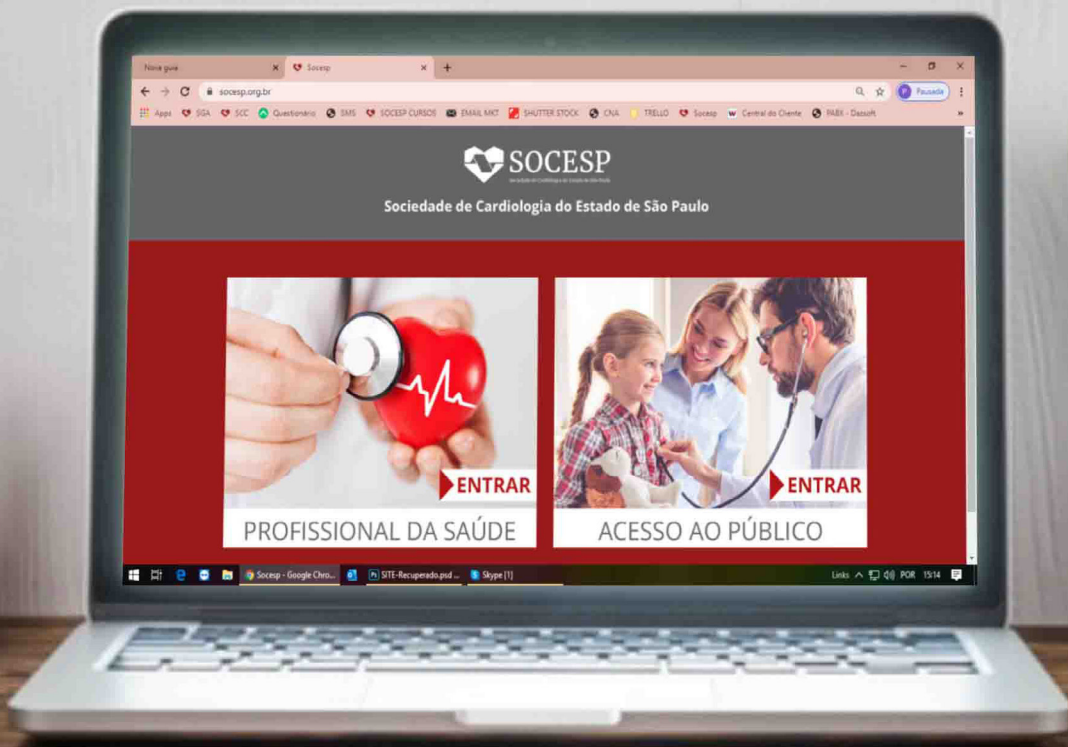 Nova guia
Socesp
socesp.org.br
Pausada
Apps SGA SCC Questionário SMS SOCESP CURSOS EMAIL MKT SHUTTER STOCK CNA TRELLO Socesp Central do Cliente PABX - Dazsoft
SOCESP
Sociedade de Cardiologia do Estado de São Paulo
ENTRAR
PROFISSIONAL DA SAÚDE
ENTRAR
ACESSO AO PÚBLICO
Socesp - Google Chro... SITE-Recuperado.psd ... Skype [1] Links POR 15:14